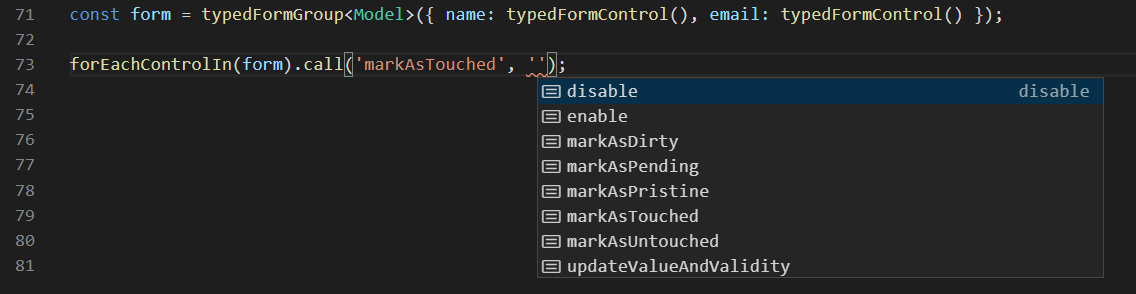 71 const form = typedFormGroup<Model>({ name: typedFormControl(), email: typedFormControl() });
72
73 forEachControlIn(form).call('markAsTouched', '');
74 disable disable
75 enable
76 markAsDirty
77 markAsPending
78 markAsPristine
79 markAsTouched
80 markAsUntouched
81 updateValueAndValidity